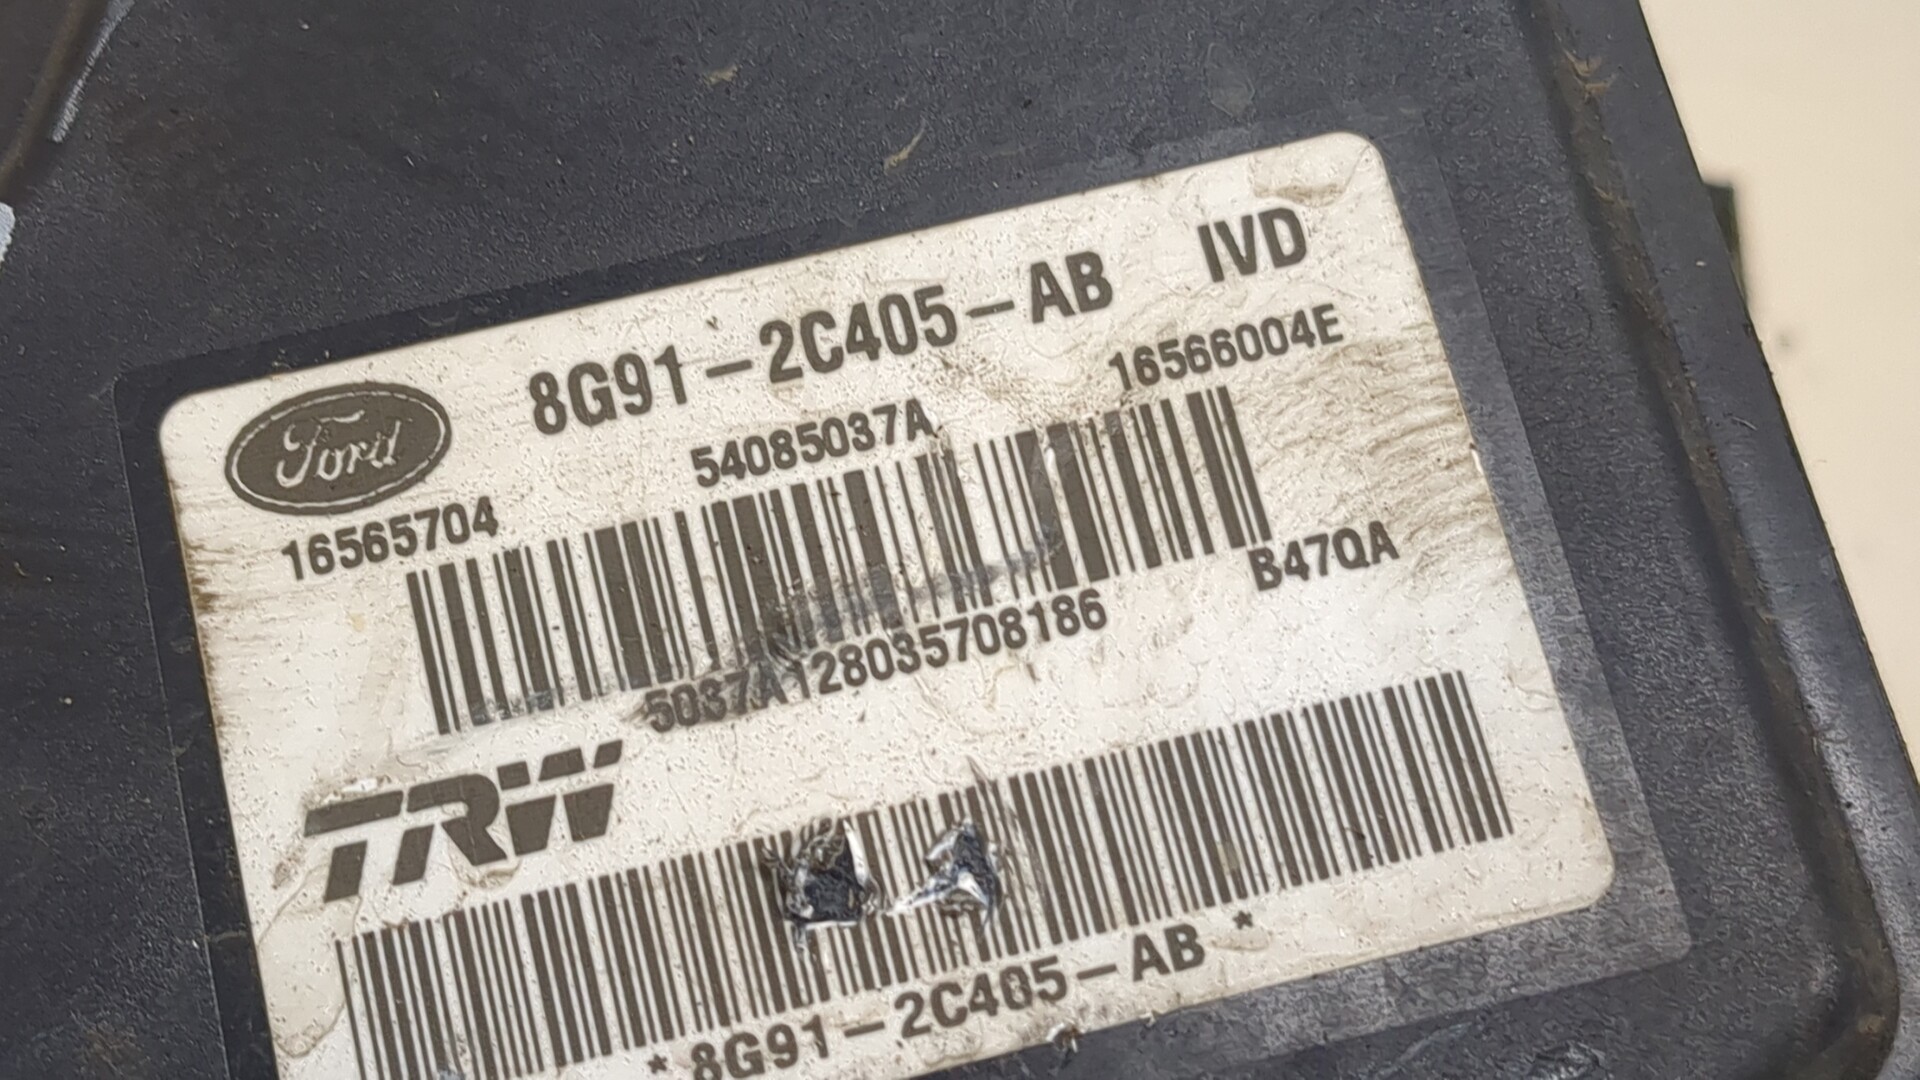 8G91-2C405-AB IVD
Ford
54085037A 16566004E
16565704
B47QA
5037A128035708186
TRW
* 8G91-2C405-AB *